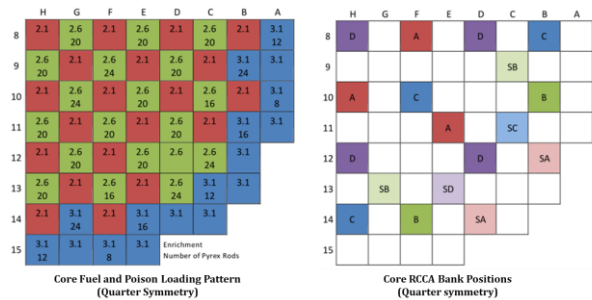 H G F E D C B A
8 2.1 2.6 2.1 2.6 2.1 2.6 2.1 3.1
20 20 20 12
9 2.6 2.1 2.6 2.1 2.6 2.1 3.1 3.1
20 24 20 24
10 2.1 2.6 2.1 2.6 2.1 2.6 2.1 3.1
24 20 16 8
11 2.6 2.1 2.6 2.1 2.6 2.1 3.1 3.1
20 20 20 16
12 2.1 2.6 2.1 2.6 2.6 2.6 3.1
20 20 24
13 2.6 2.1 2.6 2.1 2.6 3.1 3.1
20 16 24 12
14 2.1 3.1 2.1 3.1 3.1 3.1
24 16
15 3.1 3.1 3.1 3.1 Enrichment
12 8 Number of Pyrex Rods
Core Fuel and Poison Loading Pattern
(Quarter Symmetry)
H G F E D C B A
8 D A D C
9 SB
10 A C B
11 A SC
12 D D SA
13 SB SD
14 C B SA
15
Core RCCA Bank Positions
(Quarter symmetry)